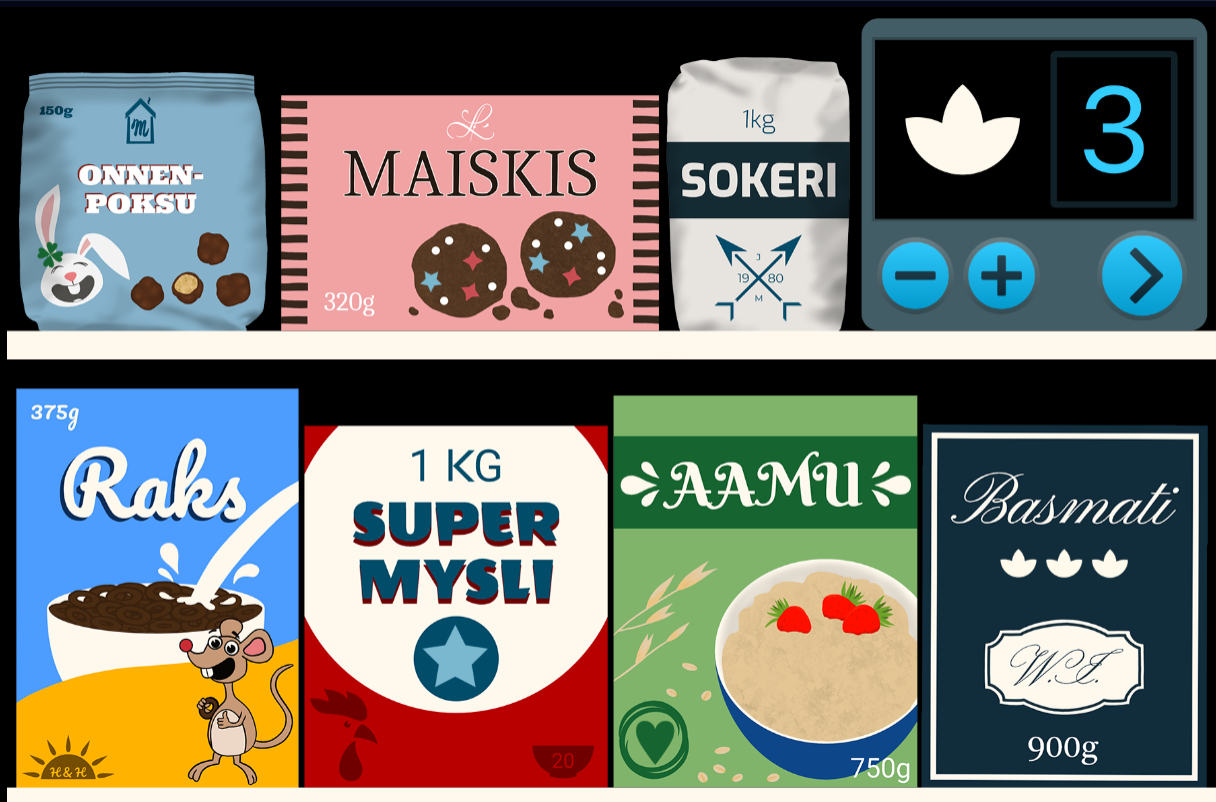 150g
m
ONNEN-
POKSU
MAISKIS
320g
1kg
SOKERI
J
19 80
M
3
375g
Raks
H & H
1 KG
SUPER
MYSLI
20
AAMU
750g
Basmati
W.I.
900g